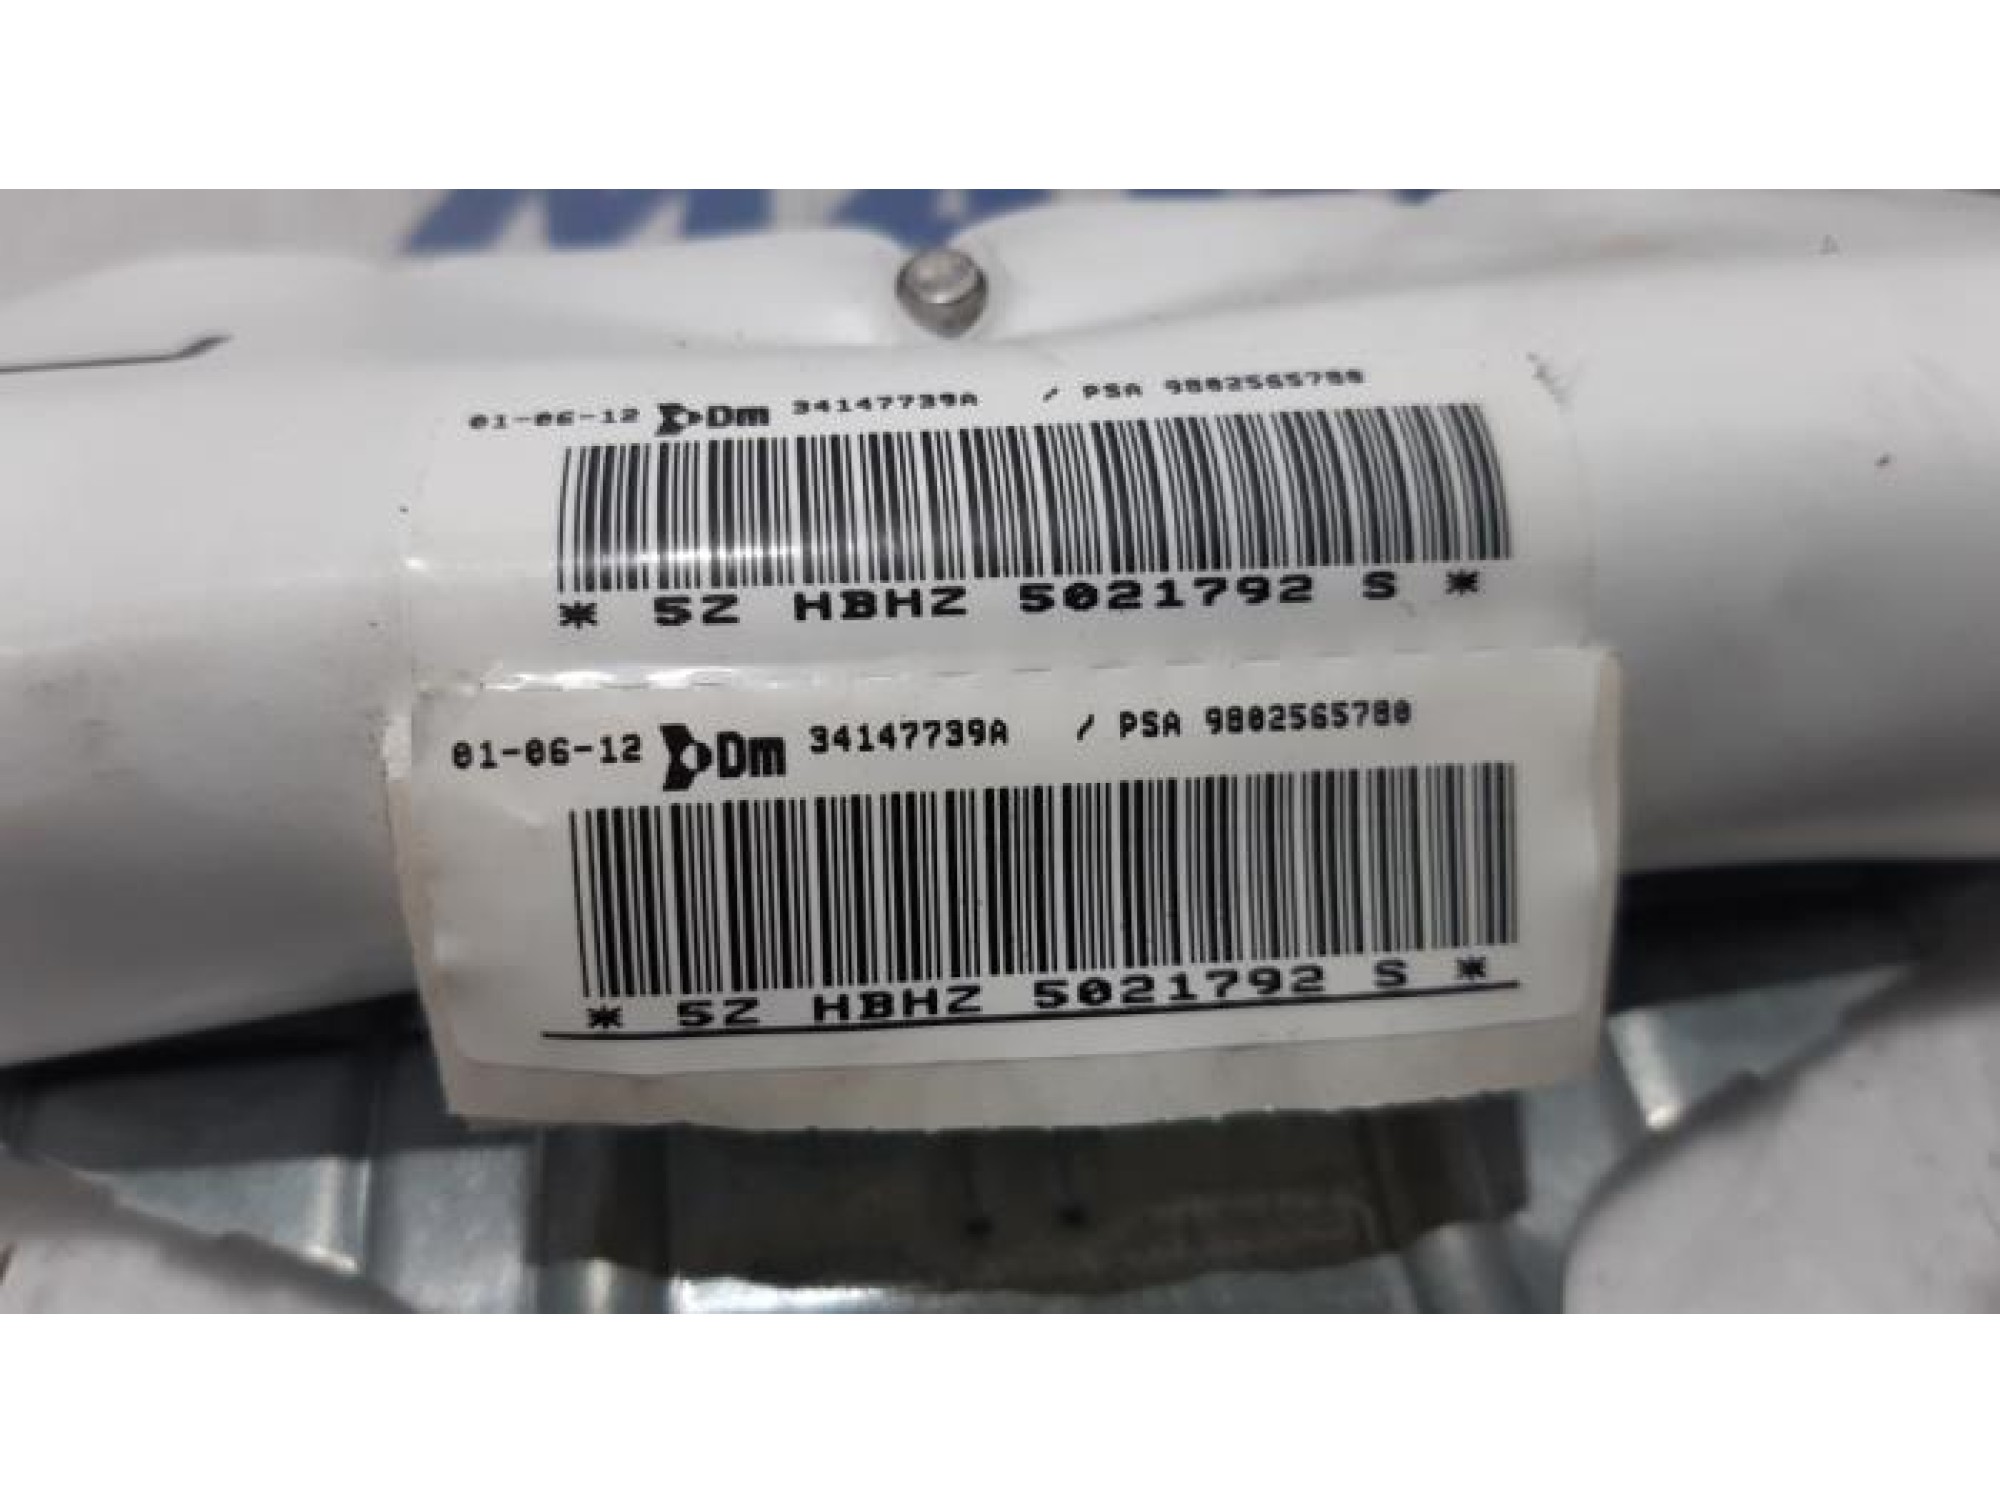 01-06-12 Dm 34147739A / PSA 9802565780
* 5Z HBHZ 5021792 S *
01-06-12 Dm 34147739A / PSA 9802565780
* 5Z HBHZ 5021792 S *